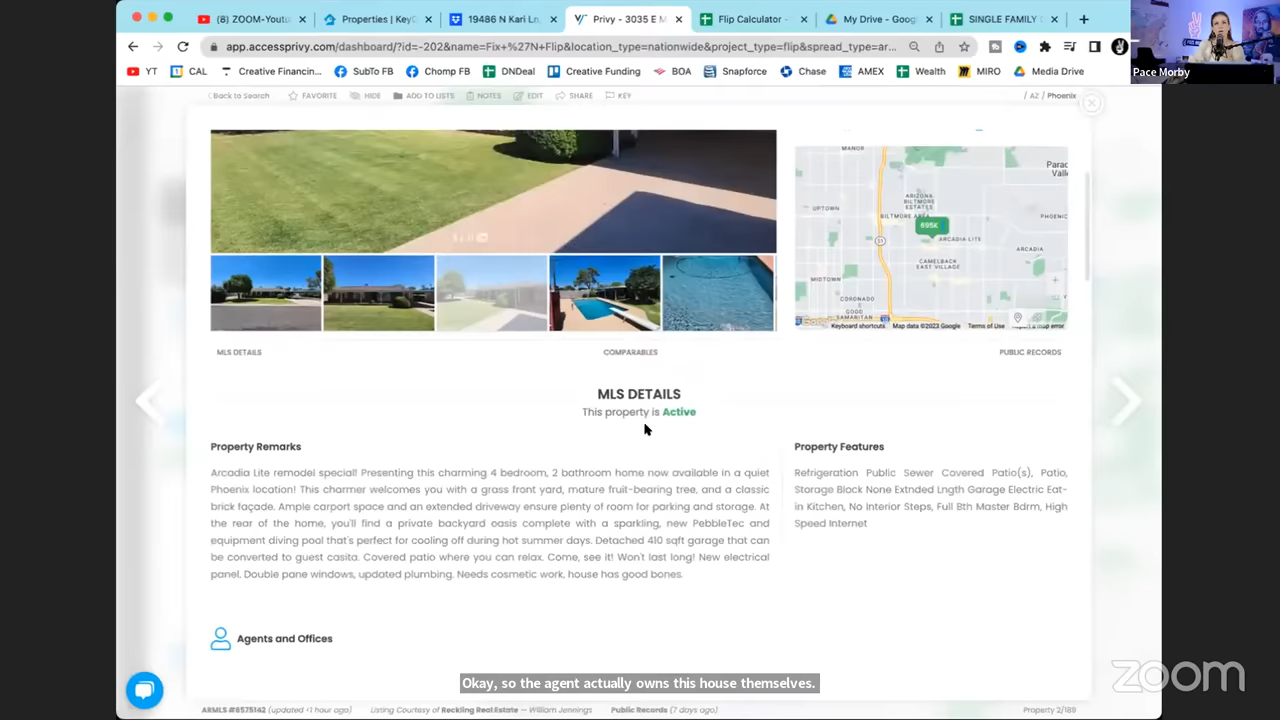 (8) ZOOM-Youtu
Properties | KeyG
19486 N Kari Ln,
Privy - 3035 E M
Flip Calculator -
My Drive - Goog
SINGLE FAMILY
app.accessprivy.com/dashboard/?id=-202&name=Fix+%27N+Flip&location_type=nationwide&project_type=flip&spread_type=ar...
YT
CAL
Creative Financin...
SubTo FB
Chomp FB
DNDeal
Creative Funding
BOA
Snapforce
Chase
AMEX
Wealth
MIRO
Media Drive
Pace Morby
Back to Search
FAVORITE
HIDE
ADD TO LISTS
NOTES
EDIT
SHARE
KEY
/ AZ / Phoenix
MANOR
Parac
Valle
UPTOWN
ARIZONA
BILTMORE
ESTATES
BILTMORE AREA
PHOENIX
695K
51
ARCADIA LITE
ARCADIA
CAMELBACK
EAST VILLAGE
MIDTOWN
CORONADO
GOOD
SAMARITAN
Google
Keyboard shortcuts
Map data ©2023 Google
Terms of Use
Report a map error
MLS DETAILS
COMPARABLES
PUBLIC RECORDS
MLS DETAILS
This property is Active
Property Remarks
Arcadia Lite remodel special! Presenting this charming 4 bedroom, 2 bathroom home now available in a quiet
Phoenix location! This charmer welcomes you with a grass front yard, mature fruit-bearing tree, and a classic
brick façade. Ample carport space and an extended driveway ensure plenty of room for parking and storage. At
the rear of the home, you'll find a private backyard oasis complete with a sparkling, new PebbleTec and
equipment diving pool that's perfect for cooling off during hot summer days. Detached 410 sqft garage that can
be converted to guest casita. Covered patio where you can relax. Come, see it! Won't last long! New electrical
panel, Double pane windows, updated plumbing. Needs cosmetic work, house has good bones.
Property Features
Refrigeration Public Sewer Covered Patio(s), Patio,
Storage Block None Extnded Lngth Garage Electric Eat-
in Kitchen, No Interior Steps, Full Bth Master Bdrm, High
Speed Internet
Agents and Offices
Okay, so the agent actually owns this house themselves.
zoom
ARMLS #6575142 (updated <1 hour ago)
Listing Courtesy of Reckling Real Estate — William Jennings
Public Records (7 days ago)
Property 2/189